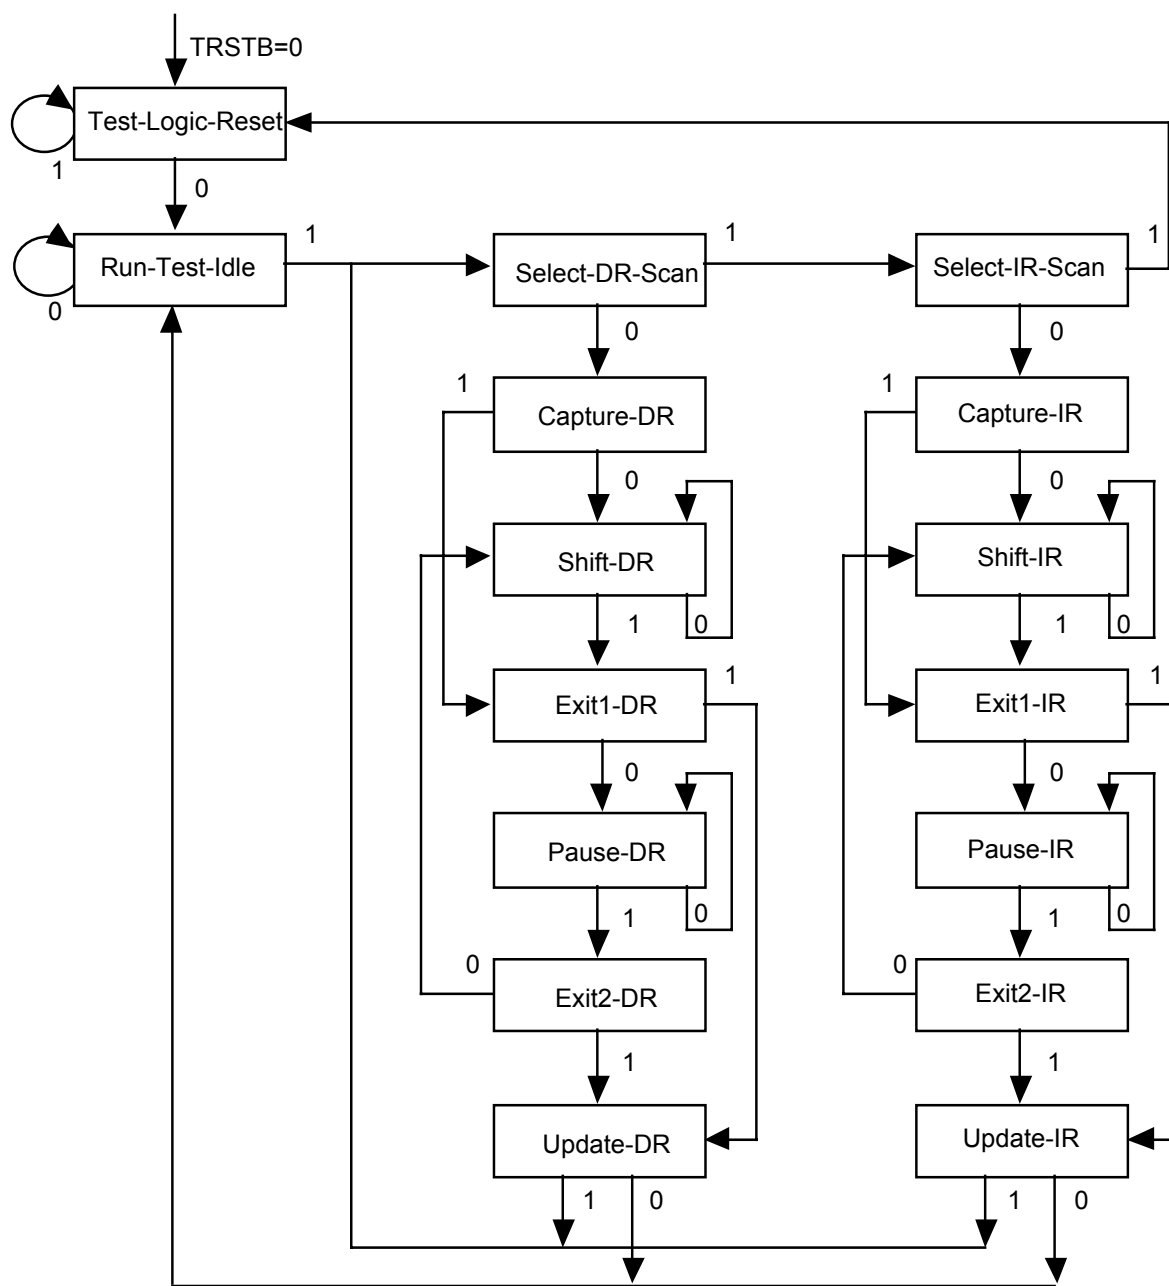 TRSTB=0
Test-Logic-Reset
1
0
Run-Test-Idle
1
0
Select-DR-Scan
1
Select-IR-Scan
1
0
0
1
Capture-DR
1
Capture-IR
0
0
Shift-DR
Shift-IR
1
0
1
0
Exit1-DR
1
Exit1-IR
1
0
0
Pause-DR
Pause-IR
1
0
1
0
0
Exit2-DR
0
Exit2-IR
1
1
Update-DR
Update-IR
1
0
1
0